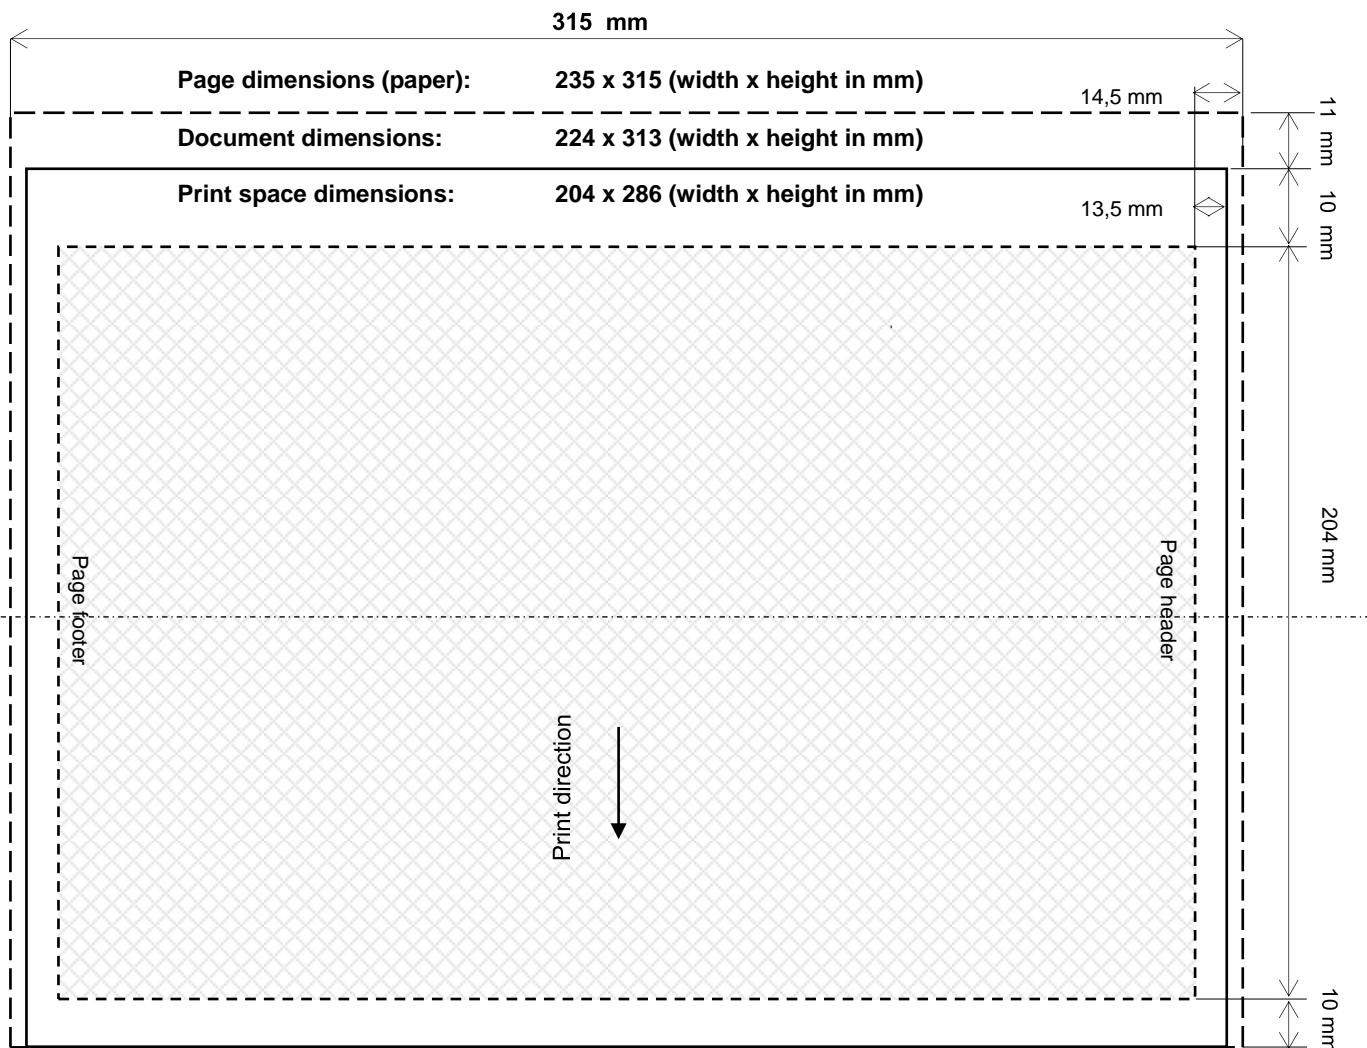 315 mm
Page dimensions (paper): 235 x 315 (width x height in mm)
14,5 mm
11 mm
Document dimensions: 224 x 313 (width x height in mm)
Print space dimensions: 204 x 286 (width x height in mm)
13,5 mm
10 mm
204 mm
Page footer
Page header
Print direction
10 mm